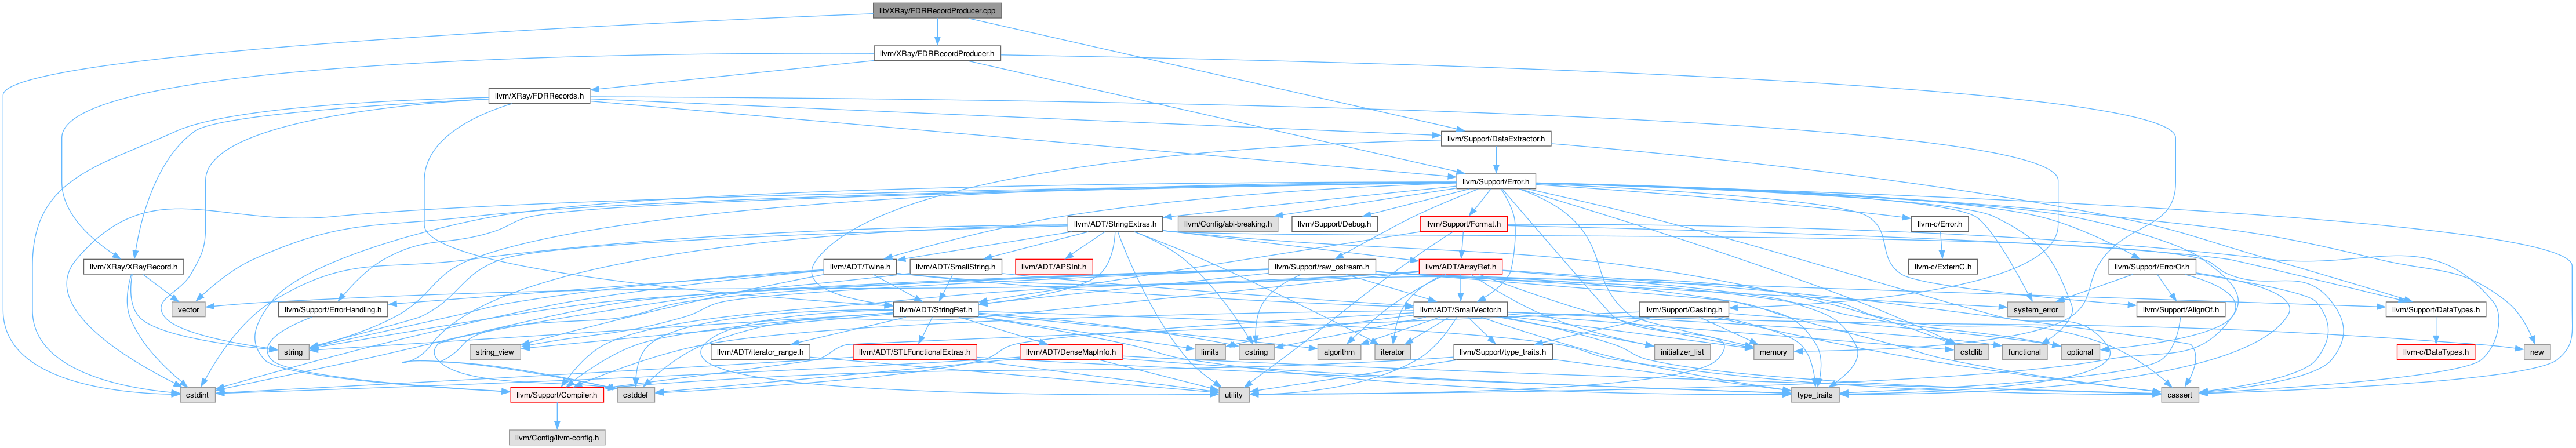 lib/XRay/FDRRecordProducer.cpp
llvm/XRay/FDRRecordProducer.h
llvm/XRay/FDRRecords.h
llvm/Support/DataExtractor.h
llvm/Support/Error.h
llvm/ADT/StringExtras.h
llvm/Config/abi-breaking.h
llvm/Support/Debug.h
llvm/Support/Format.h
llvm-c/Error.h
llvm/XRay/XRayRecord.h
llvm/ADT/Twine.h
llvm/ADT/SmallString.h
llvm/ADT/APSInt.h
llvm/Support/raw_ostream.h
llvm/ADT/ArrayRef.h
llvm-c/ExternC.h
llvm/Support/ErrorOr.h
vector
llvm/Support/ErrorHandling.h
llvm/ADT/StringRef.h
llvm/ADT/SmallVector.h
llvm/Support/Casting.h
system_error
llvm/Support/AlignOf.h
llvm/Support/DataTypes.h
string
string_view
llvm/ADT/iterator_range.h
llvm/ADT/STLFunctionalExtras.h
llvm/ADT/DenseMapInfo.h
limits
cstring
algorithm
iterator
llvm/Support/type_traits.h
initializer_list
memory
cstdlib
functional
optional
llvm-c/DataTypes.h
new
cstdint
llvm/Support/Compiler.h
cstddef
utility
type_traits
cassert
llvm/Config/llvm-config.h